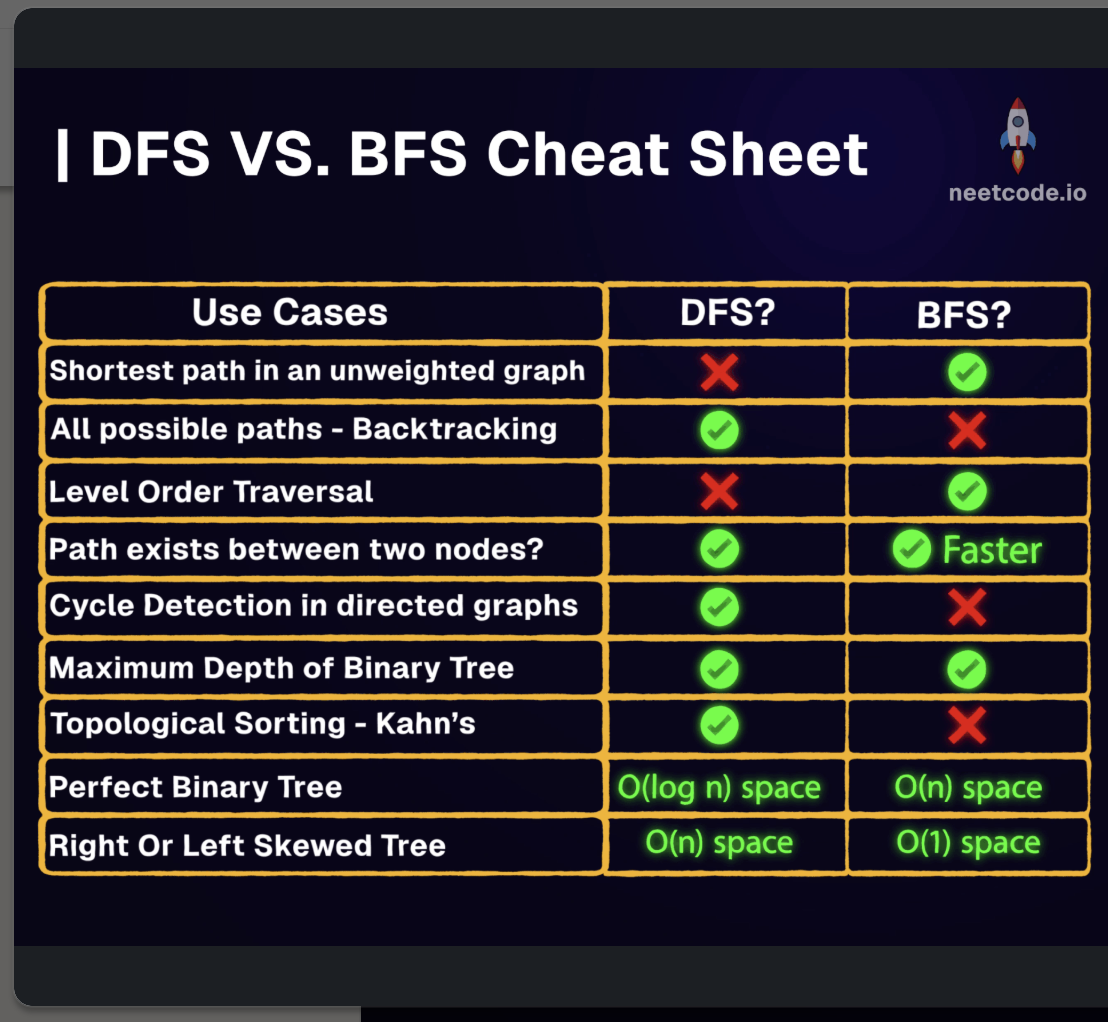 | DFS VS. BFS Cheat Sheet
neetcode.io
Use Cases DFS? BFS?
Shortest path in an unweighted graph ❌ ✅
All possible paths - Backtracking ✅ ❌
Level Order Traversal ❌ ✅
Path exists between two nodes? ✅ ✅ Faster
Cycle Detection in directed graphs ✅ ❌
Maximum Depth of Binary Tree ✅ ✅
Topological Sorting - Kahn's ✅ ❌
Perfect Binary Tree O(log n) space O(n) space
Right Or Left Skewed Tree O(n) space O(1) space